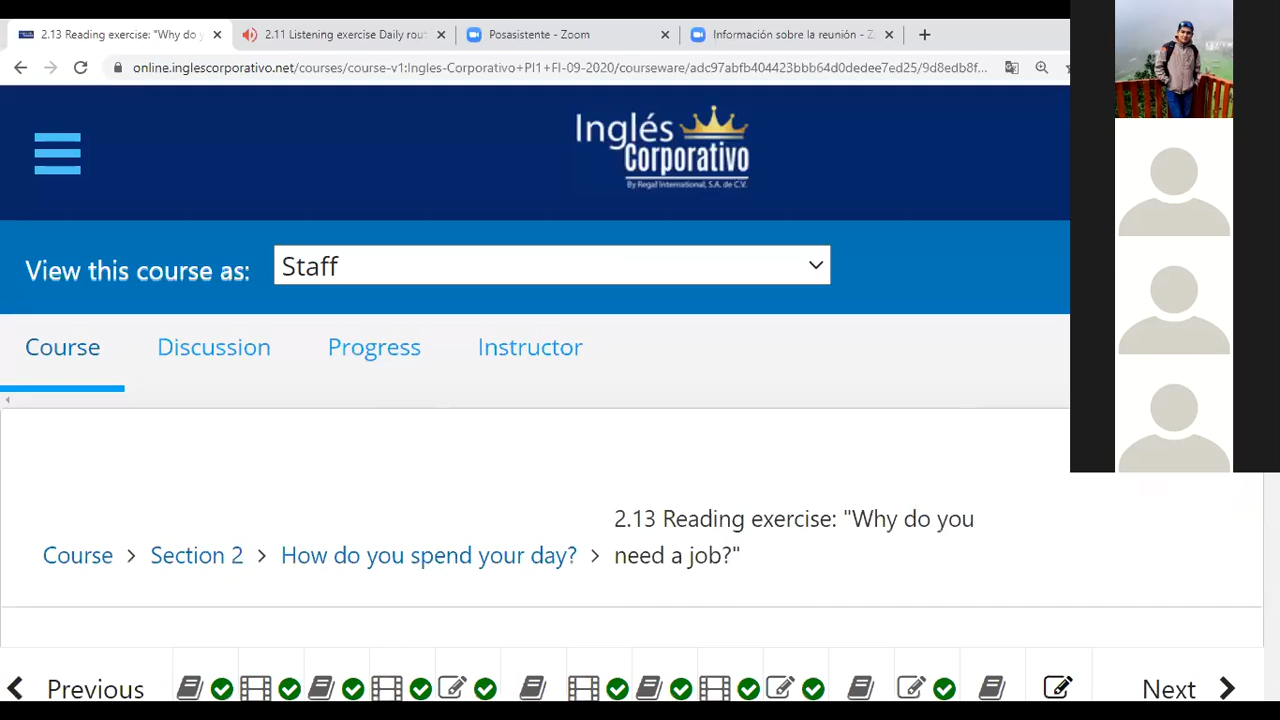 2.13 Reading exercise: "Why do y
2.11 Listening exercise Daily rou
Posasistente - Zoom
Información sobre la reunión - Z
online.inglescorporativo.net/courses/course-v1:Ingles-Corporativo+PI1+FI-09-2020/courseware/adc97abfb404423bbb64d0dedee7ed25/9d8edb8f...
Inglés
Corporativo
By Regal International, S.A. de C.V.
View this course as:
Staff
Course
Discussion
Progress
Instructor
2.13 Reading exercise: "Why do you
Course > Section 2 > How do you spend your day? > need a job?"
Previous
Next